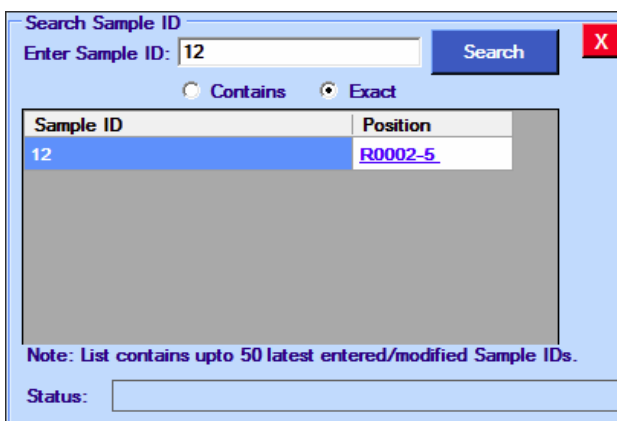 Search Sample ID
Enter Sample ID: 12 Search X
Contains Exact
Sample ID Position
12 R0002-5
Note: List contains upto 50 latest entered/modified Sample IDs.
Status: